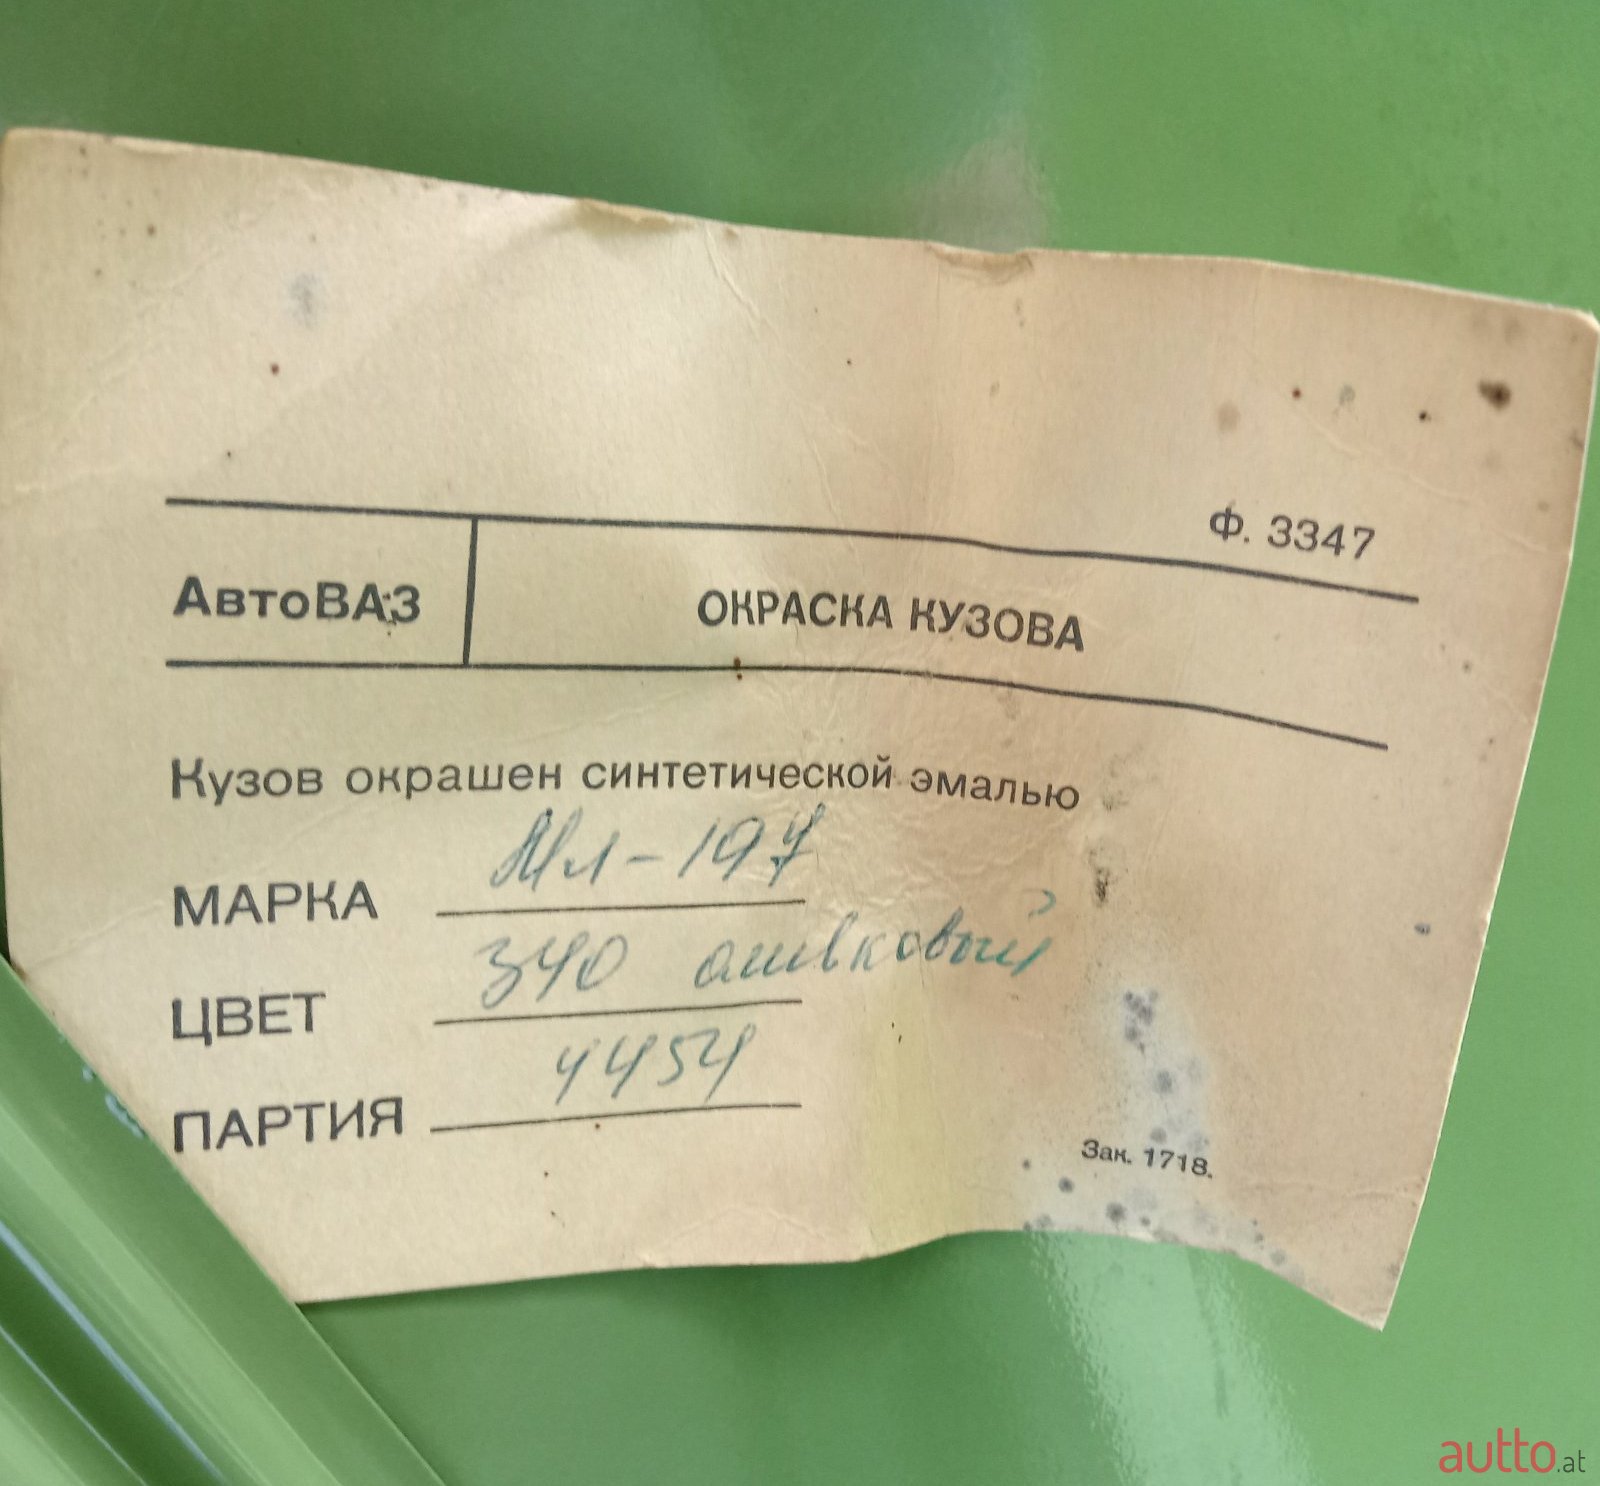 Ф. 3347
АвтоВАЗ ОКРАСКА КУЗОВА
Кузов окрашен синтетической эмалью
МАРКА Мл-197
ЦВЕТ 340 оливковый
ПАРТИЯ 4454
Зак. 1718.
autto.at